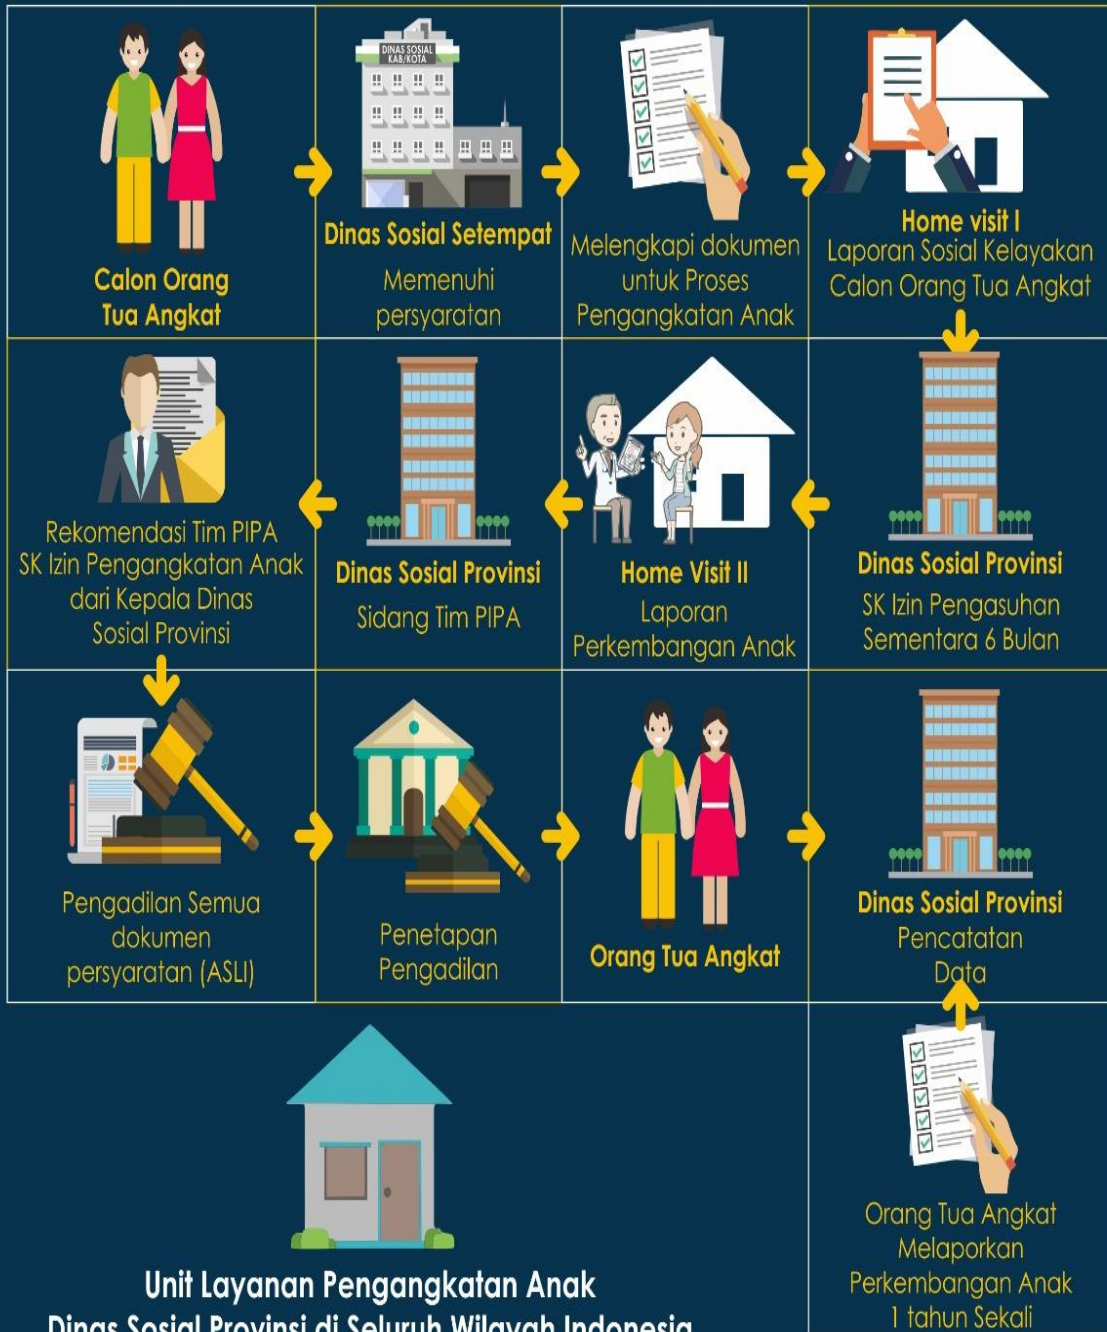 DINAS SOSIAL
KAB/KOTA
Calon Orang
Tua Angkat
Dinas Sosial Setempat
Memenuhi
persyaratan
Melengkapi dokumen
untuk Proses
Pengangkatan Anak
Home visit I
Laporan Sosial Kelayakan
Calon Orang Tua Angkat
Dinas Sosial Provinsi
SK Izin Pengasuhan
Sementara 6 Bulan
Home Visit II
Laporan
Perkembangan Anak
Dinas Sosial Provinsi
Sidang Tim PIPA
Rekomendasi Tim PIPA
SK Izin Pengangkatan Anak
dari Kepala Dinas
Sosial Provinsi
Pengadilan Semua
dokumen
persyaratan (ASLI)
Penetapan
Pengadilan
Orang Tua Angkat
Dinas Sosial Provinsi
Pencatatan
Data
Orang Tua Angkat
Melaporkan
Perkembangan Anak
1 tahun Sekali
Unit Layanan Pengangkatan Anak
Dinas Sosial Provinsi di Seluruh Wilayah Indonesia